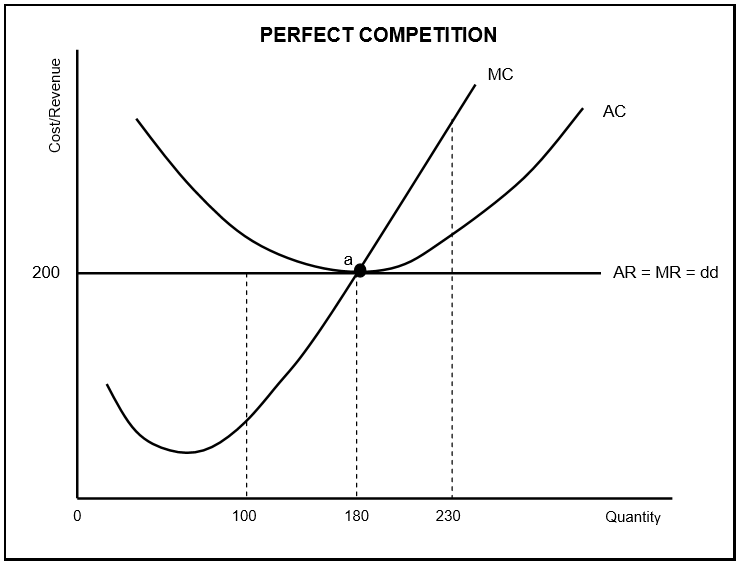 PERFECT COMPETITION
Cost/Revenue
MC
AC
a
200
AR = MR = dd
0
100
180
230
Quantity